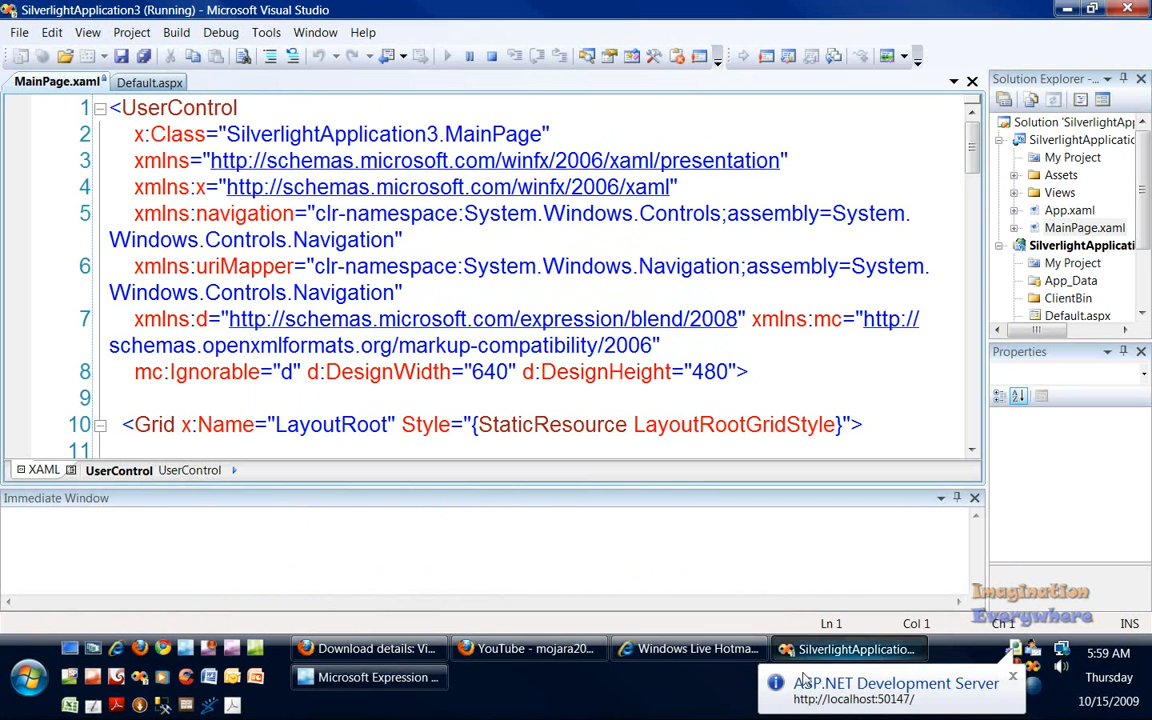 SilverlightApplication3 (Running) - Microsoft Visual Studio
File Edit View Project Build Debug Tools Window Help
MainPage.xaml Default.aspx
1 <UserControl
2 x:Class="SilverlightApplication3.MainPage"
3 xmlns="http://schemas.microsoft.com/winfx/2006/xaml/presentation"
4 xmlns:x="http://schemas.microsoft.com/winfx/2006/xaml"
5 xmlns:navigation="clr-namespace:System.Windows.Controls;assembly=System.
Windows.Controls.Navigation"
6 xmlns:uriMapper="clr-namespace:System.Windows.Navigation;assembly=System.
Windows.Controls.Navigation"
7 xmlns:d="http://schemas.microsoft.com/expression/blend/2008" xmlns:mc="http://
schemas.openxmlformats.org/markup-compatibility/2006"
8 mc:Ignorable="d" d:DesignWidth="640" d:DesignHeight="480">
9
10 <Grid x:Name="LayoutRoot" Style="{StaticResource LayoutRootGridStyle}">
11
XAML UserControl UserControl
Solution Explorer -...
Solution 'SilverlightApp
SilverlightApplicatic
My Project
Assets
Views
App.xaml
MainPage.xaml
SilverlightApplicati
My Project
App_Data
ClientBin
Default.aspx
Properties
Immediate Window
Imagination
Everywhere
Ln 1 Col 1 Ch 1 INS
Download details: Vi... YouTube - mojara20... Windows Live Hotma... SilverlightApplicatio...
Microsoft Expression ...
ASP.NET Development Server
http://localhost:50147/
5:59 AM
Thursday
10/15/2009